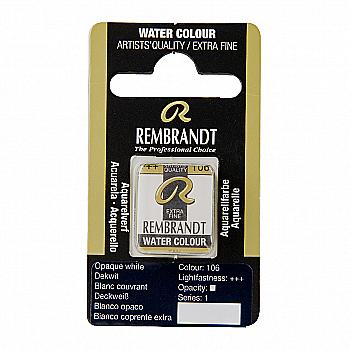 WATER COLOUR
ARTISTS'QUALITY / EXTRA FINE
R
REMBRANDT
The Professional Choice
Aquarelverf
Acuarela - Acquerello
++ QUALITY 106
R
EXTRA
FINE
REMBRANDT
WATER COLOUR
Aquarellfarbe
Aquarelle
Opaque white
Dekwit
Blanc couvrant
Deckweiß
Blanco opaco
Bianco coprente extra
Colour: 106
Lightfastness: +++
Opacity: ■
Series: 1